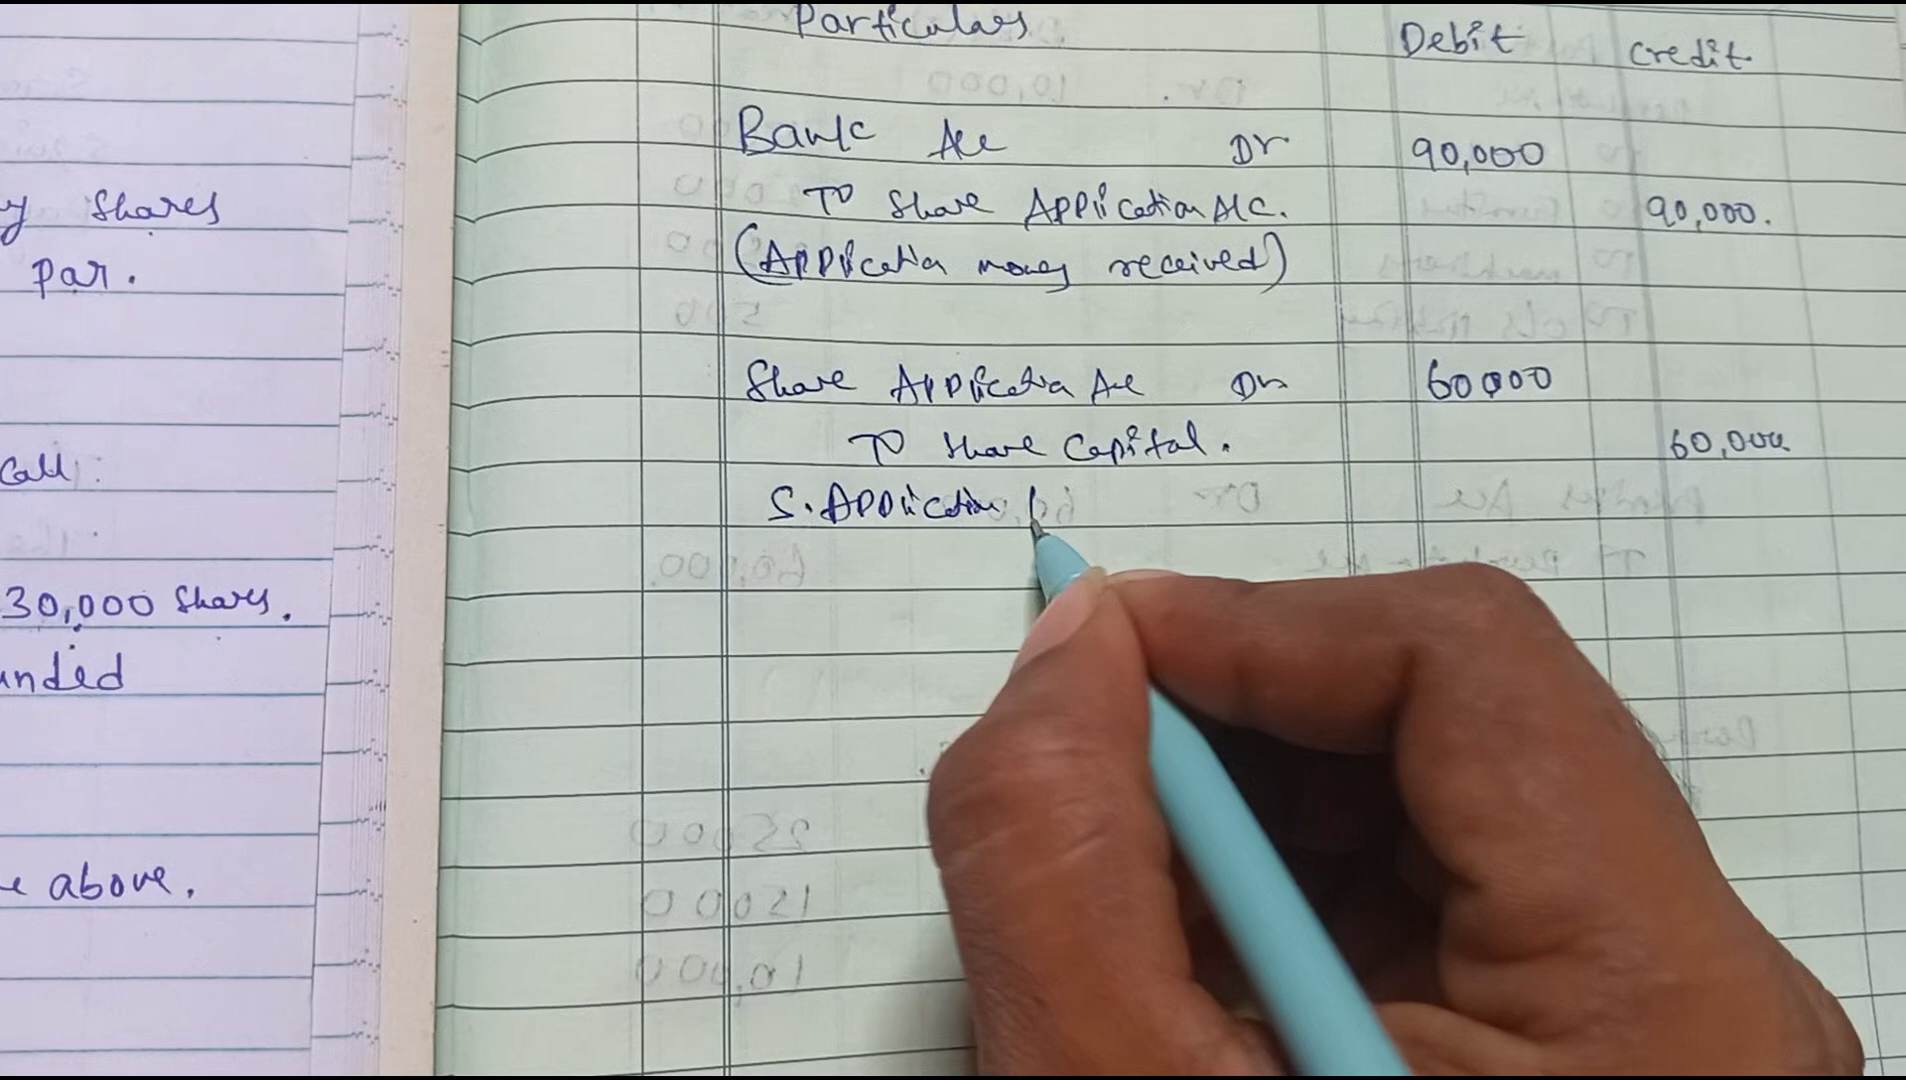 y Shares
par.
Call.
30,000 Shares.
unded
e above.
Particulars Debit Credit.
Bank A/c Dr 90,000
To Share Application A/C. 90,000.
(Application money received)
Share Application A/c Dr 60000
To Share Capital. 60,000
S. Application